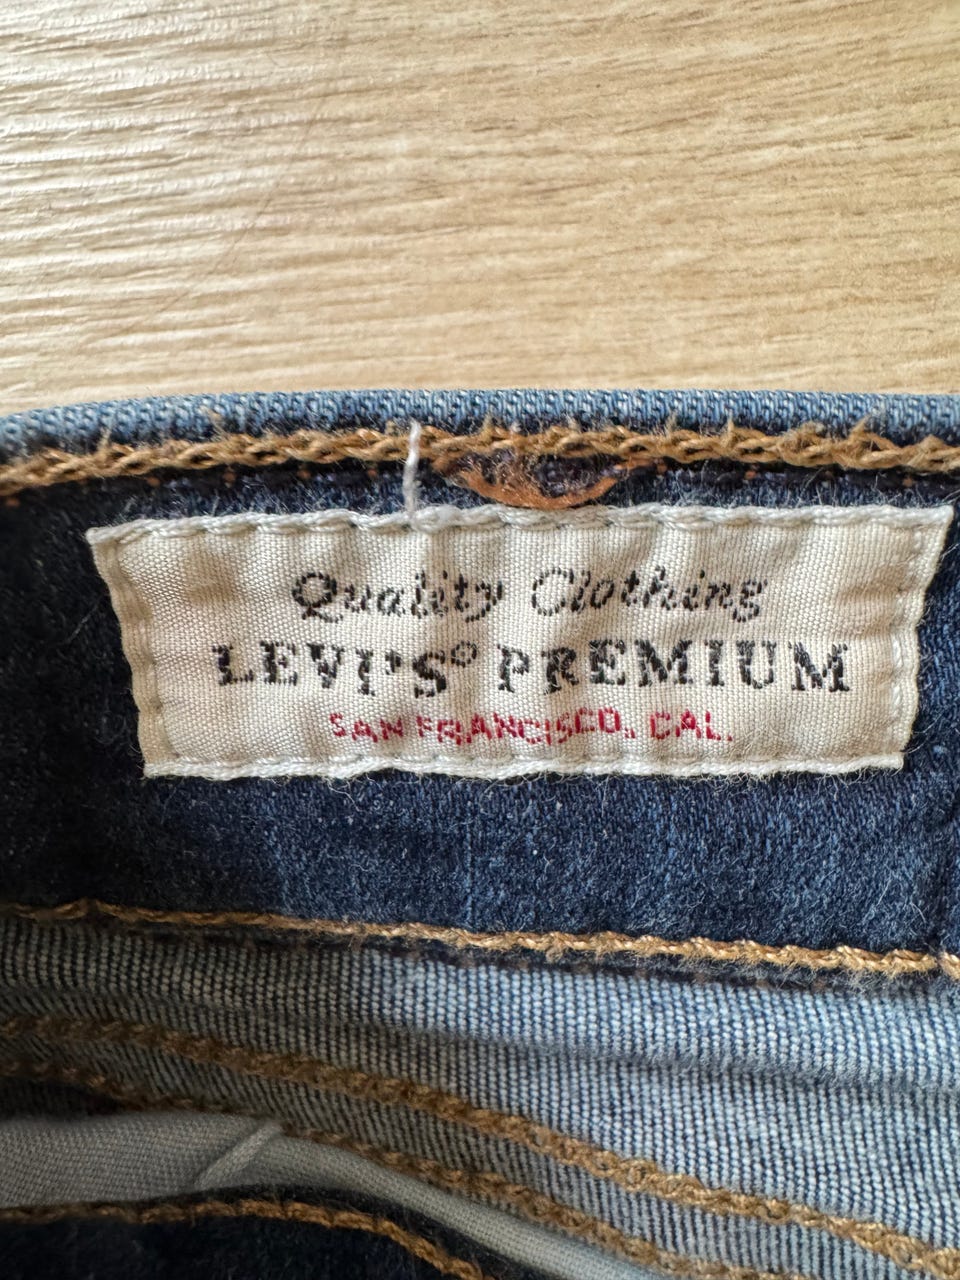 Quality Clothing
LEVI'S® PREMIUM
SAN FRANCISCO, CAL.